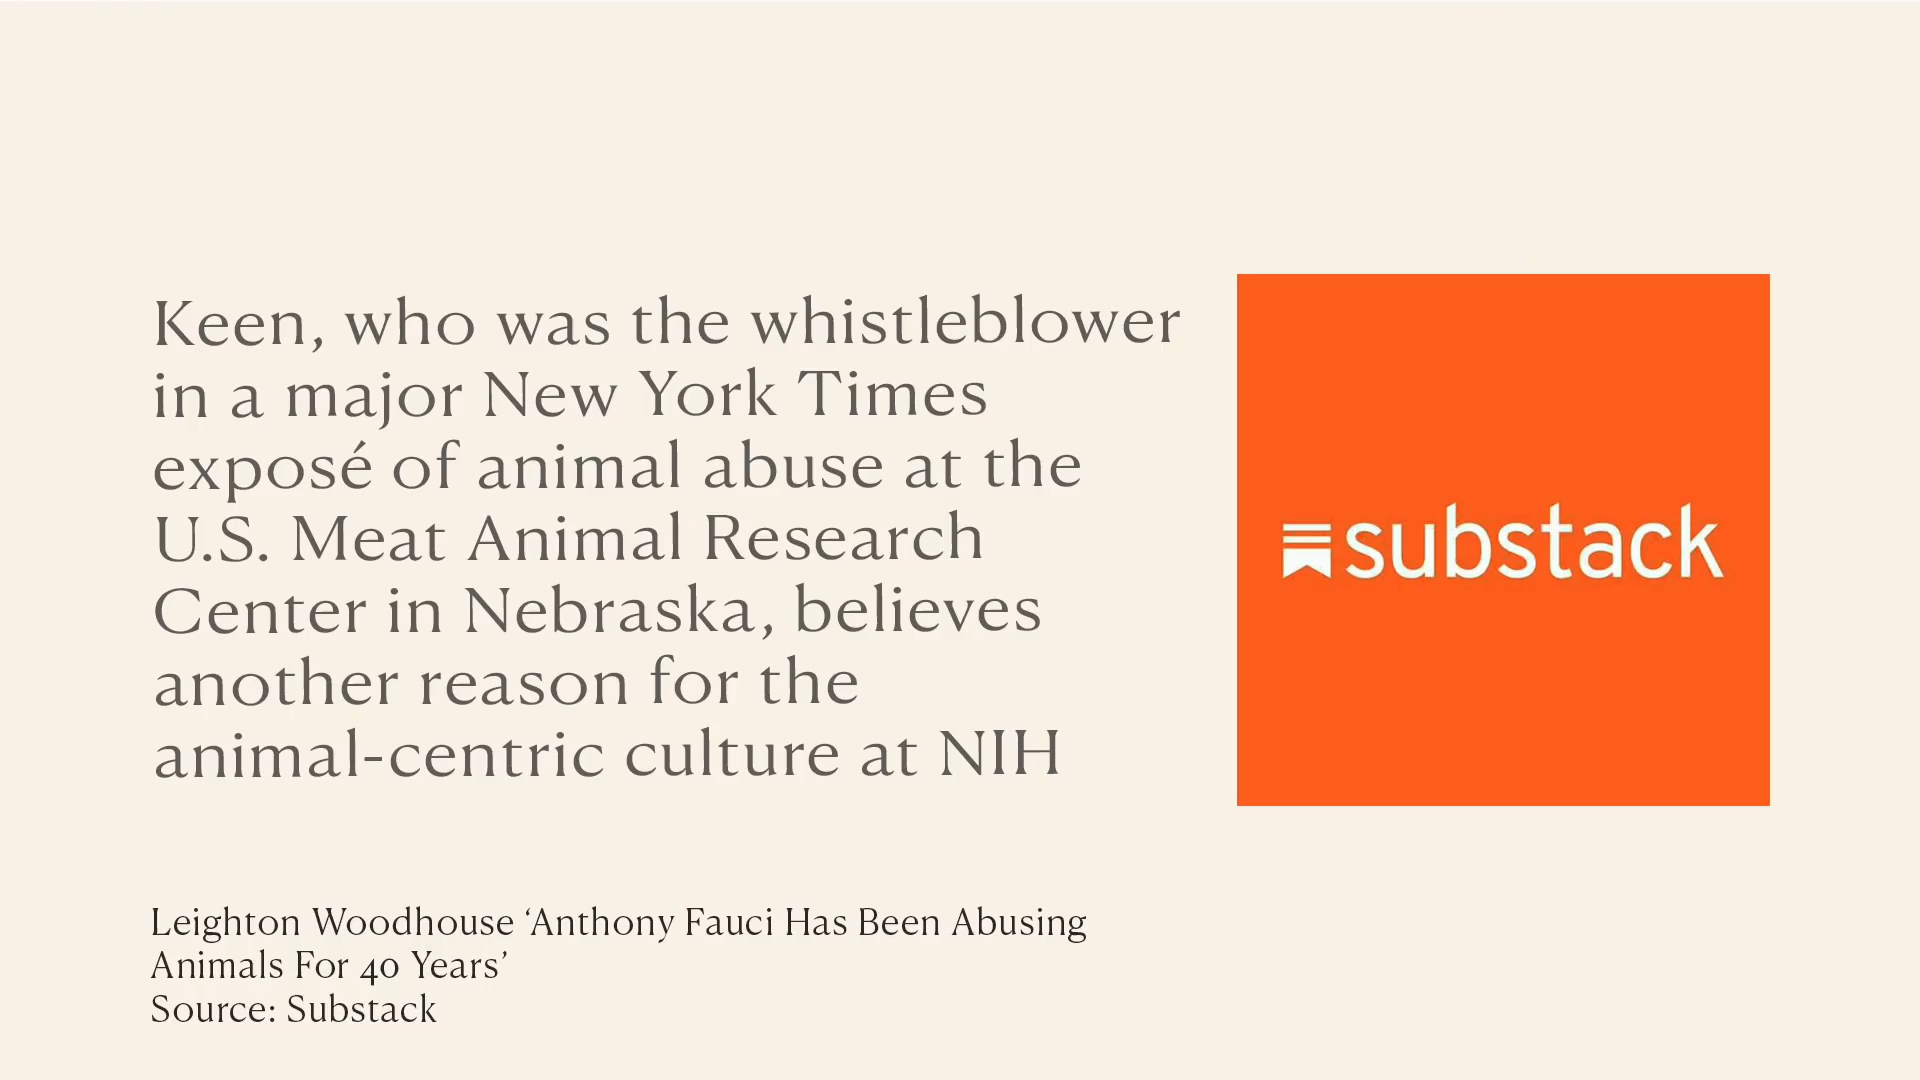 Keen, who was the whistleblower
in a major New York Times
exposé of animal abuse at the
U.S. Meat Animal Research
Center in Nebraska, believes
another reason for the
animal-centric culture at NIH
substack
Leighton Woodhouse ‘Anthony Fauci Has Been Abusing
Animals For 40 Years’
Source: Substack